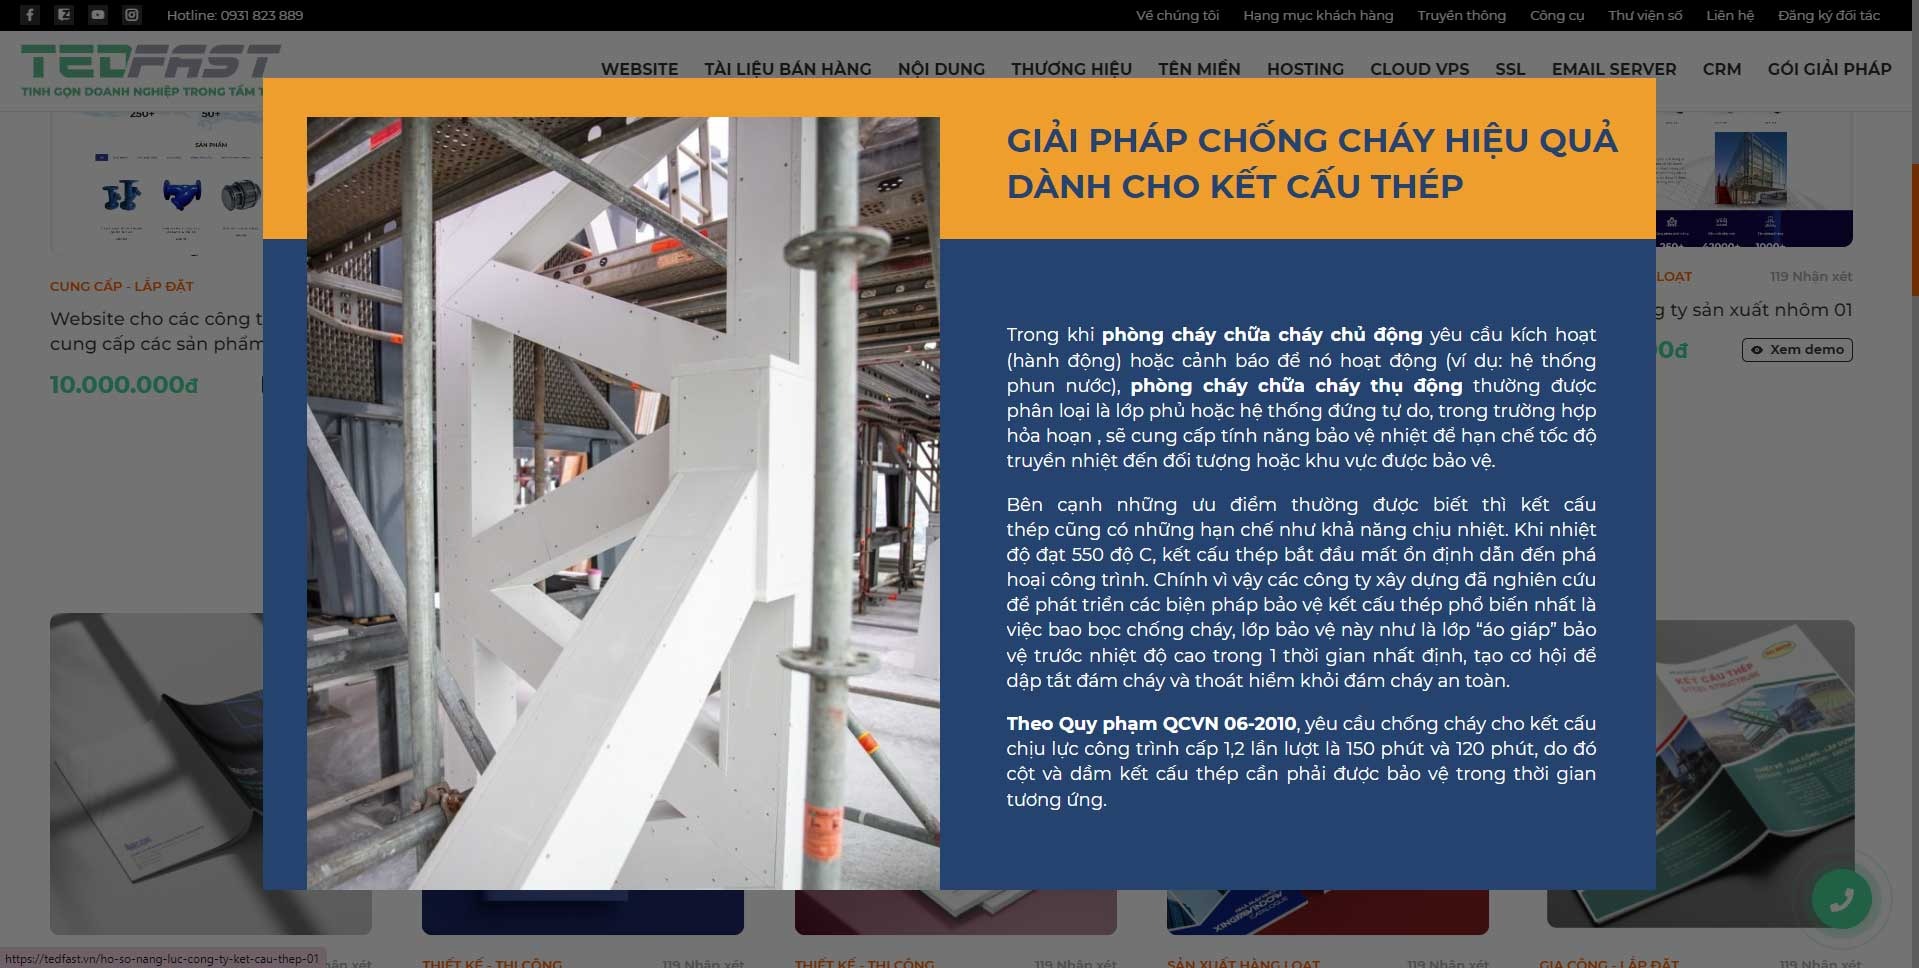 Hotline: 0931 823 889
Về chúng tôi Hạng mục khách hàng Truyền thông Công cụ Thư viện số Liên hệ Đăng ký đối tác
TEDFAST
TINH GỌN DOANH NGHIỆP TRONG TẦM T
WEBSITE TÀI LIỆU BÁN HÀNG NỘI DUNG THƯƠNG HIỆU TÊN MIỀN HOSTING CLOUD VPS SSL EMAIL SERVER CRM GÓI GIẢI PHÁP
250+ 50+
SẢN PHẨM
CUNG CẤP - LẮP ĐẶT
Website cho các công t
cung cấp các sản phẩm
10.000.000đ
GIẢI PHÁP CHỐNG CHÁY HIỆU QUẢ
DÀNH CHO KẾT CẤU THÉP
Trong khi phòng cháy chữa cháy chủ động yêu cầu kích hoạt
(hành động) hoặc cảnh báo để nó hoạt động (ví dụ: hệ thống
phun nước), phòng cháy chữa cháy thụ động thường được
phân loại là lớp phủ hoặc hệ thống đứng tự do, trong trường hợp
hỏa hoạn , sẽ cung cấp tính năng bảo vệ nhiệt để hạn chế tốc độ
truyền nhiệt đến đối tượng hoặc khu vực được bảo vệ.
Bên cạnh những ưu điểm thường được biết thì kết cấu
thép cũng có những hạn chế như khả năng chịu nhiệt. Khi nhiệt
độ đạt 550 độ C, kết cấu thép bắt đầu mất ổn định dẫn đến phá
hoại công trình. Chính vì vậy các công ty xây dựng đã nghiên cứu
để phát triển các biện pháp bảo vệ kết cấu thép phổ biến nhất là
việc bao bọc chống cháy, lớp bảo vệ này như là lớp “áo giáp” bảo
vệ trước nhiệt độ cao trong 1 thời gian nhất định, tạo cơ hội để
dập tắt đám cháy và thoát hiểm khỏi đám cháy an toàn.
Theo Quy phạm QCVN 06-2010, yêu cầu chống cháy cho kết cấu
chịu lực công trình cấp 1,2 lần lượt là 150 phút và 120 phút, do đó
cột và dầm kết cấu thép cần phải được bảo vệ trong thời gian
tương ứng.
250+ 42000+ 1000+
LOẠT 119 Nhận xét
g ty sản xuất nhôm 01
00đ Xem demo
KẾT CẤU THÉP
STEEL STRUCTRURE
CATALOGUE
https://tedfast.vn/ho-so-nang-luc-cong-ty-ket-cau-thep-01
hận xét THIẾT KẾ - THI CÔNG 119 Nhận xét THIẾT KẾ - THI CÔNG 119 Nhận xét SẢN XUẤT HÀNG LOẠT 119 Nhận xét GIA CÔNG - LẮP ĐẶT 119 Nhận xét